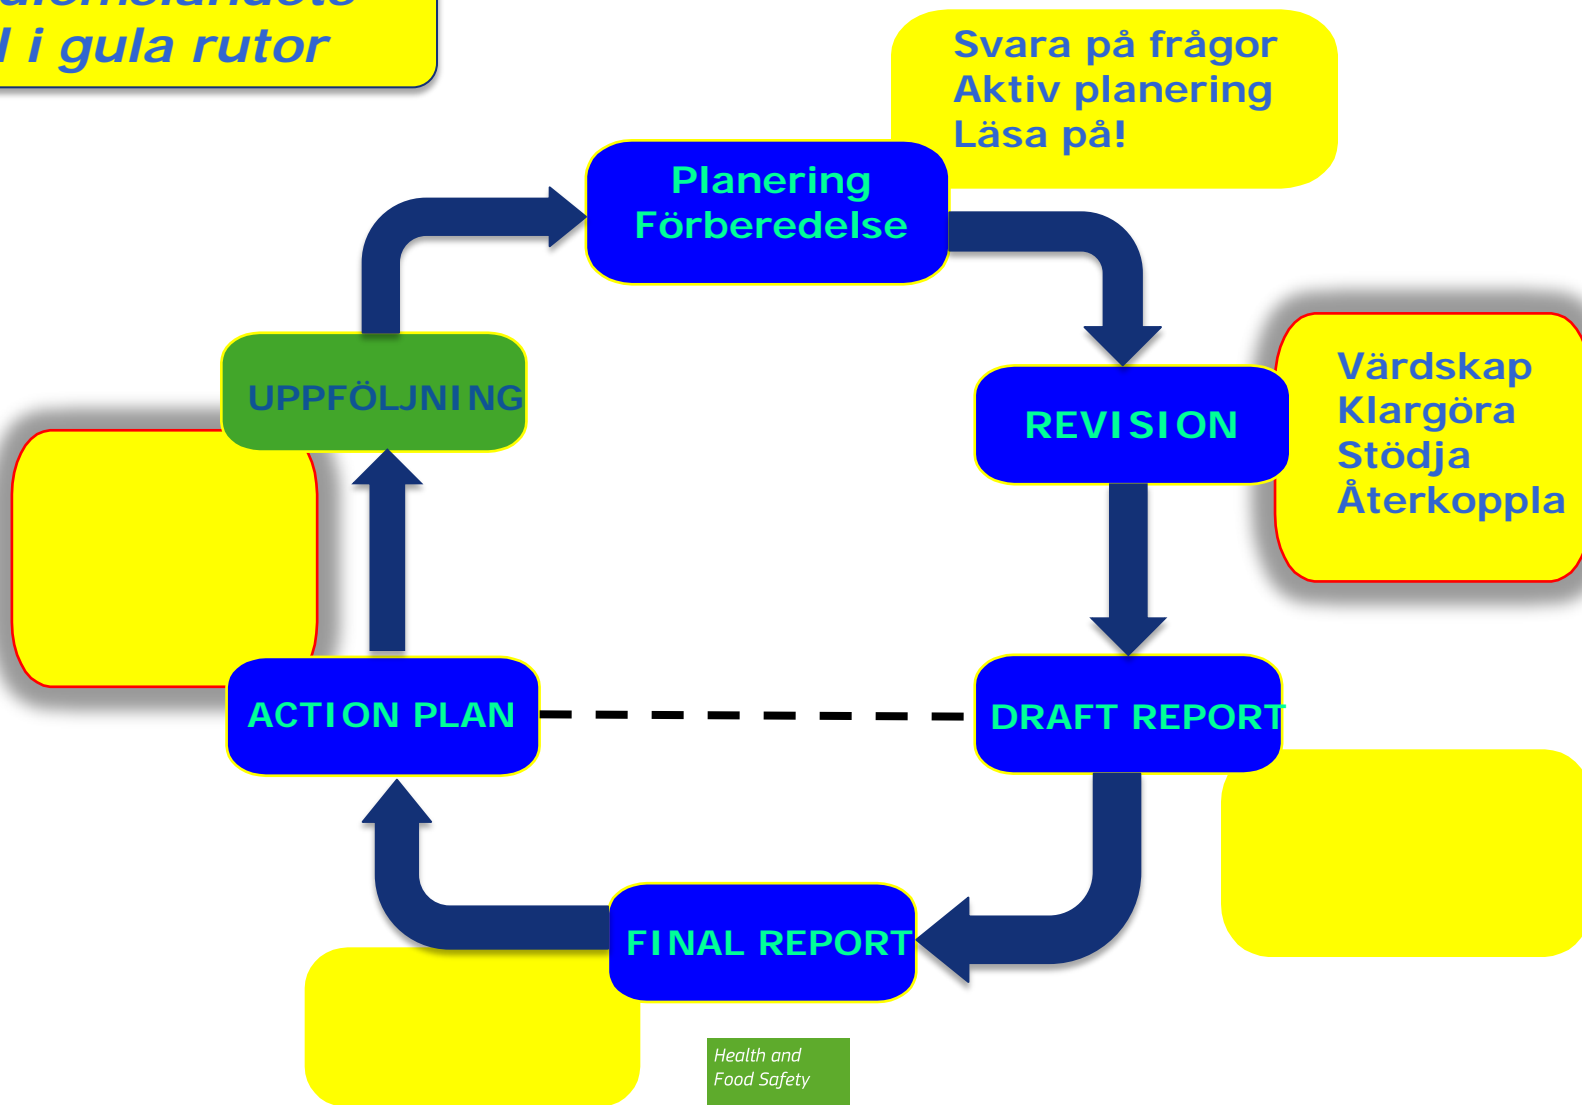 i gula rutor
Svara på frågor
Aktiv planering
Läsa på!
Planering
Förberedelse
UPPFÖLJNING
REVISION
Värdskap
Klargöra
Stödja
Återkoppla
ACTION PLAN
DRAFT REPORT
FINAL REPORT
Health and
Food Safety